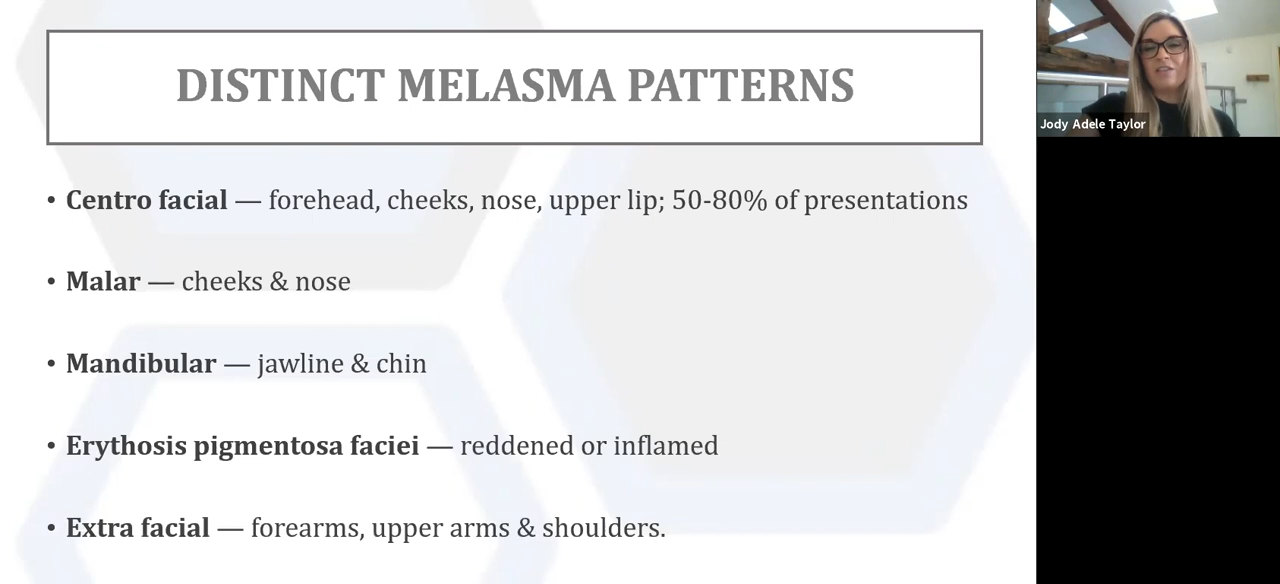 DISTINCT MELASMA PATTERNS
• Centro facial — forehead, cheeks, nose, upper lip; 50-80% of presentations
• Malar — cheeks & nose
• Mandibular — jawline & chin
• Erythosis pigmentosa faciei — reddened or inflamed
• Extra facial — forearms, upper arms & shoulders.
Jody Adele Taylor